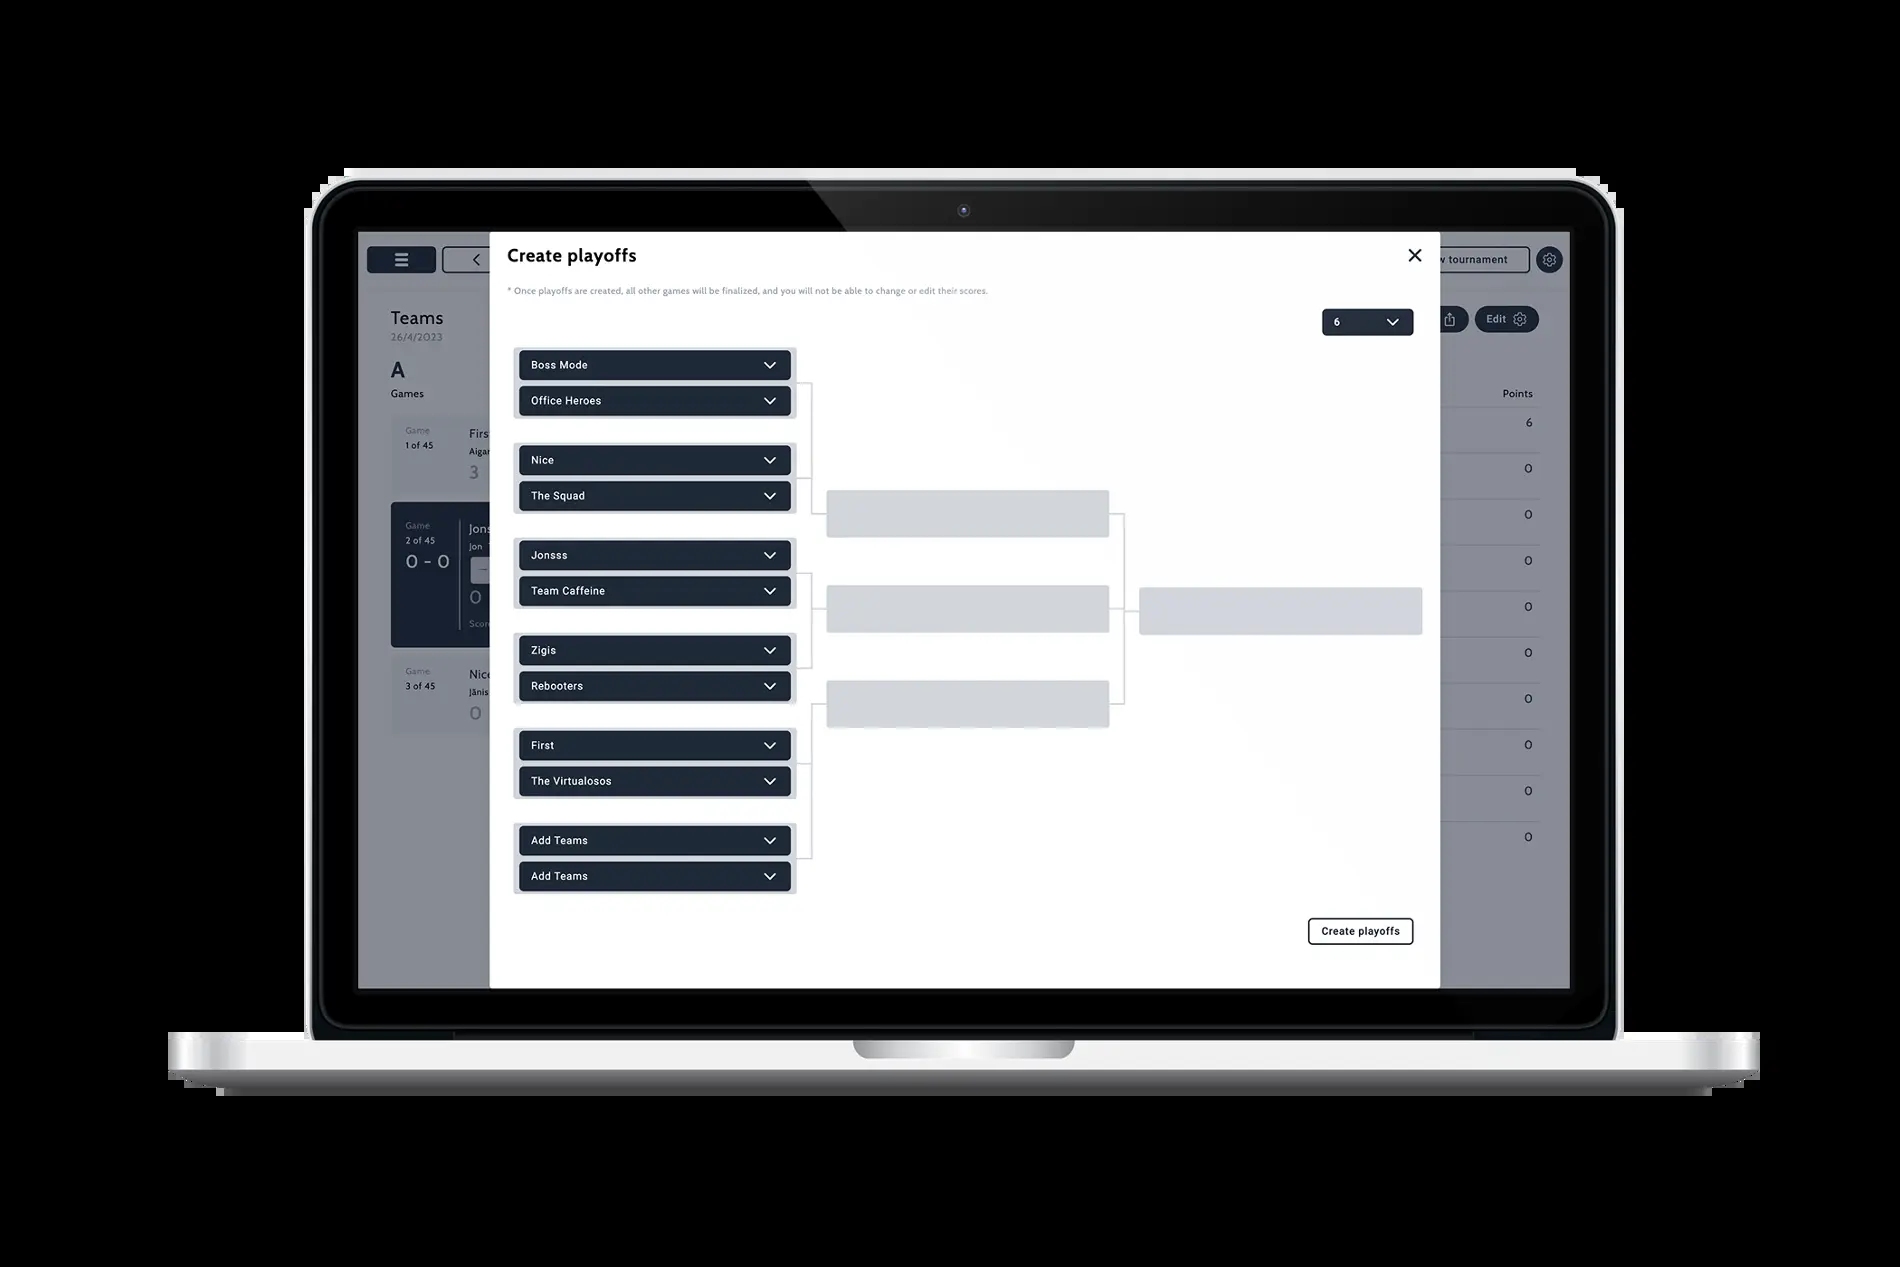 Create playoffs
* Once playoffs are created, all other games will be finalized, and you will not be able to change or edit their scores.
6
Boss Mode
Office Heroes
Nice
The Squad
Jonsss
Team Caffeine
Zigis
Rebooters
First
The Virtualosos
Add Teams
Add Teams
Create playoffs
Teams
26/4/2023
A
Games
Game
1 of 45
Firs
Aigar
3
Game
2 of 45
0 - 0
Jons
Jon
0
Score
Game
3 of 45
Nice
Jānis
0
w tournament
Edit
Points
6
0
0
0
0
0
0
0
0
0